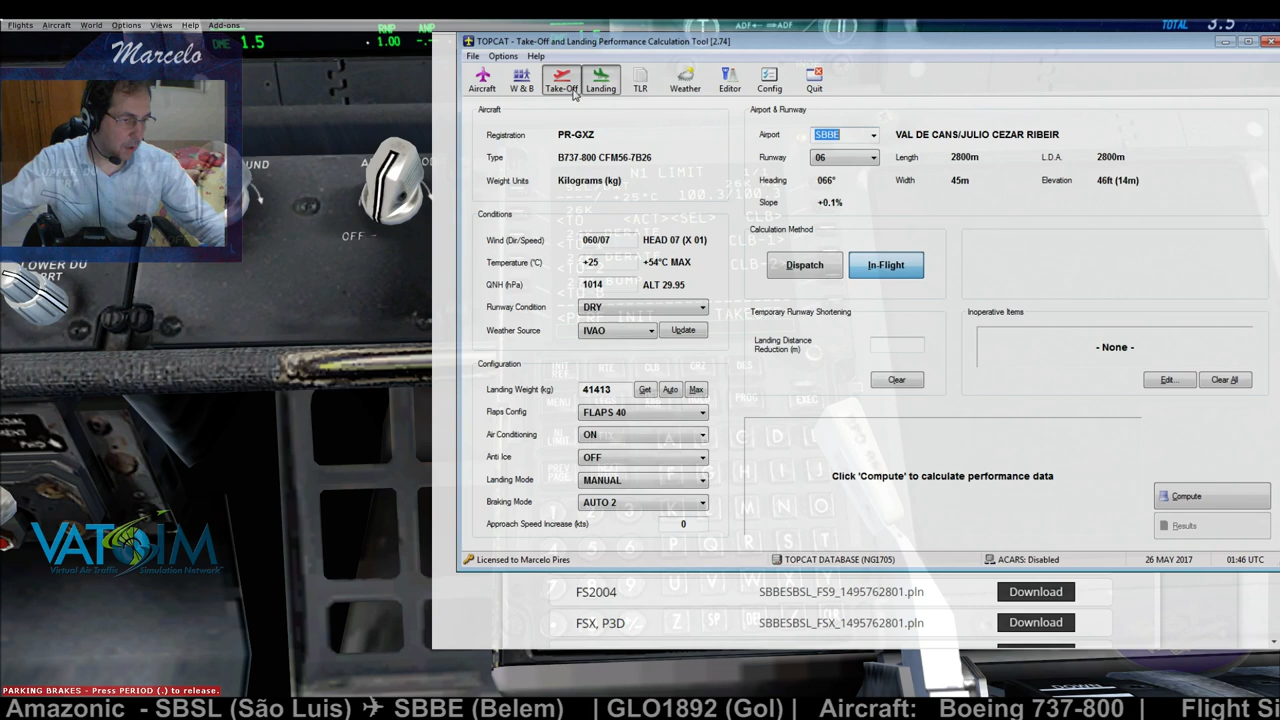 Flights Aircraft World Options Views Help Add-ons
Marcelo
DME 1.5
RNP
1.00
TOTAL 3.5
TOPCAT - Take-Off and Landing Performance Calculation Tool [2.74]
File Options Help
Aircraft W & B Take-Off Landing TLR Weather Editor Config Quit
Aircraft
Registration PR-GXZ
Type B737-800 CFM56-7B26
Weight Units Kilograms (kg)
Airport & Runway
Airport SBBE VAL DE CANS/JULIO CEZAR RIBEIR
Runway 06 Length 2800m L.D.A. 2800m
Heading 066° Width 45m Elevation 46ft (14m)
Slope +0.1%
Conditions
Wind (Dir/Speed) 060/07 HEAD 07 (X 01)
Temperature (°C) +25 +54°C MAX
QNH (hPa) 1014 ALT 29.95
Runway Condition DRY
Weather Source IVAO Update
Calculation Method
Dispatch In-Flight
Temporary Runway Shortening
Landing Distance
Reduction (m)
Clear
Inoperative Items
- None -
Edit... Clear All
Configuration
Landing Weight (kg) 41413 Get Auto Max
Flaps Config FLAPS 40
Air Conditioning ON
Anti Ice OFF
Landing Mode MANUAL
Braking Mode AUTO 2
Approach Speed Increase (kts) 0
Click 'Compute' to calculate performance data
Compute
Results
Licensed to Marcelo Pires TOPCAT DATABASE (NG1705) ACARS: Disabled 26 MAY 2017 01:46 UTC
FS2004 SBBESBSL_FS9_1495762801.pln Download
FSX, P3D SBBESBSL_FSX_1495762801.pln Download
OFF
VATSIM
Virtual Air Traffic Simulation Network
DOWN
PARKING BRAKES - Press PERIOD (.) to release.
Amazonic - SBSL (São Luis) ✈ SBBE (Belem) | GLO1892 (Gol) | Aircraft: Boeing 737-800 | Flight Si